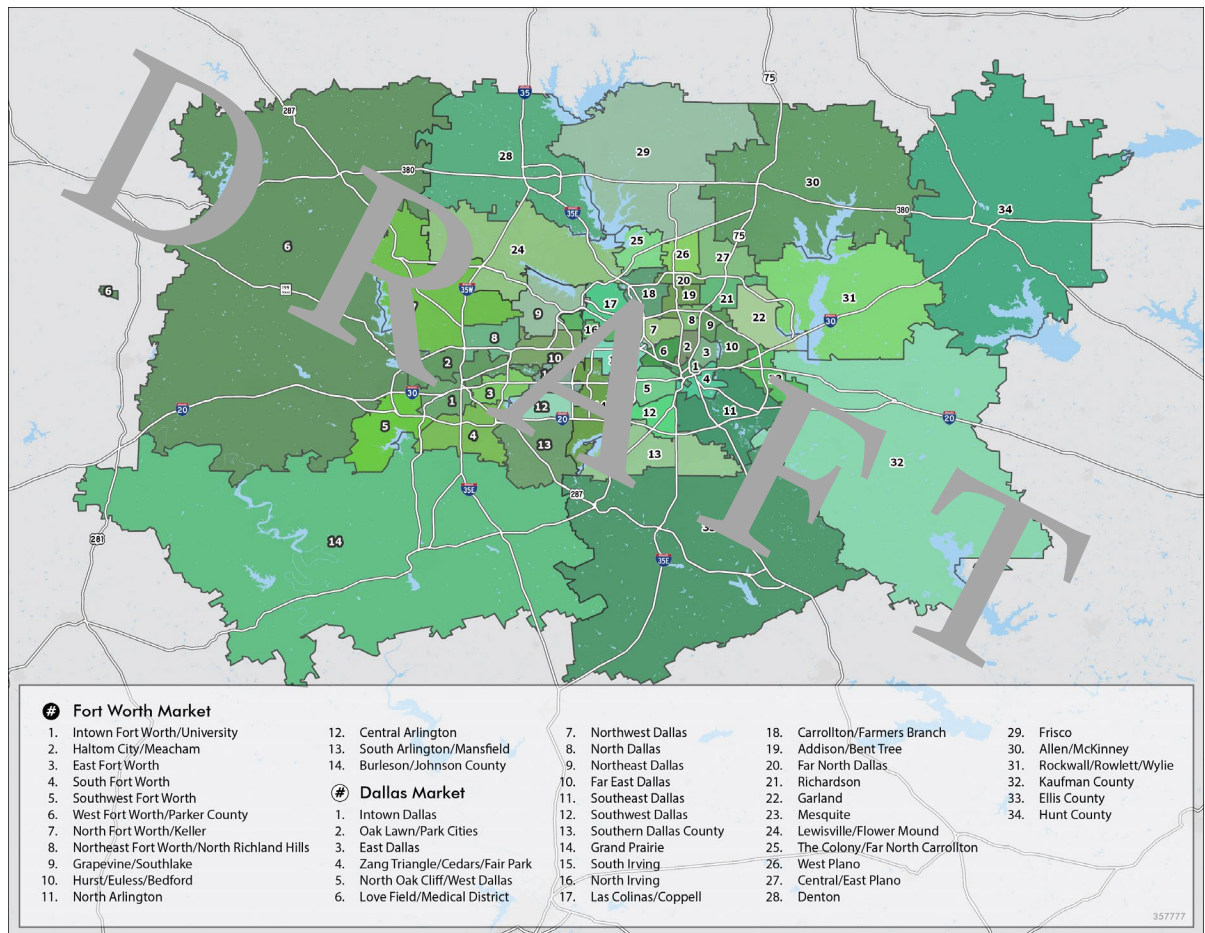 DRAFT
75
35
287
28
29
380
30
35E
380
34
6
24
25
26
75
27
6
199
35W
20
18
19
17
21
31
7
9
22
30
16
7
8
9
8
2
10
6
3
10
2
1
4
30
3
5
1
12
12
11
20
20
20
5
4
13
13
32
35E
287
281
14
35E
# Fort Worth Market
1. Intown Fort Worth/University
2. Haltom City/Meacham
3. East Fort Worth
4. South Fort Worth
5. Southwest Fort Worth
6. West Fort Worth/Parker County
7. North Fort Worth/Keller
8. Northeast Fort Worth/North Richland Hills
9. Grapevine/Southlake
10. Hurst/Euless/Bedford
11. North Arlington
12. Central Arlington
13. South Arlington/Mansfield
14. Burleson/Johnson County
# Dallas Market
1. Intown Dallas
2. Oak Lawn/Park Cities
3. East Dallas
4. Zang Triangle/Cedars/Fair Park
5. North Oak Cliff/West Dallas
6. Love Field/Medical District
7. Northwest Dallas
8. North Dallas
9. Northeast Dallas
10. Far East Dallas
11. Southeast Dallas
12. Southwest Dallas
13. Southern Dallas County
14. Grand Prairie
15. South Irving
16. North Irving
17. Las Colinas/Coppell
18. Carrollton/Farmers Branch
19. Addison/Bent Tree
20. Far North Dallas
21. Richardson
22. Garland
23. Mesquite
24. Lewisville/Flower Mound
25. The Colony/Far North Carrollton
26. West Plano
27. Central/East Plano
28. Denton
29. Frisco
30. Allen/McKinney
31. Rockwall/Rowlett/Wylie
32. Kaufman County
33. Ellis County
34. Hunt County
357777